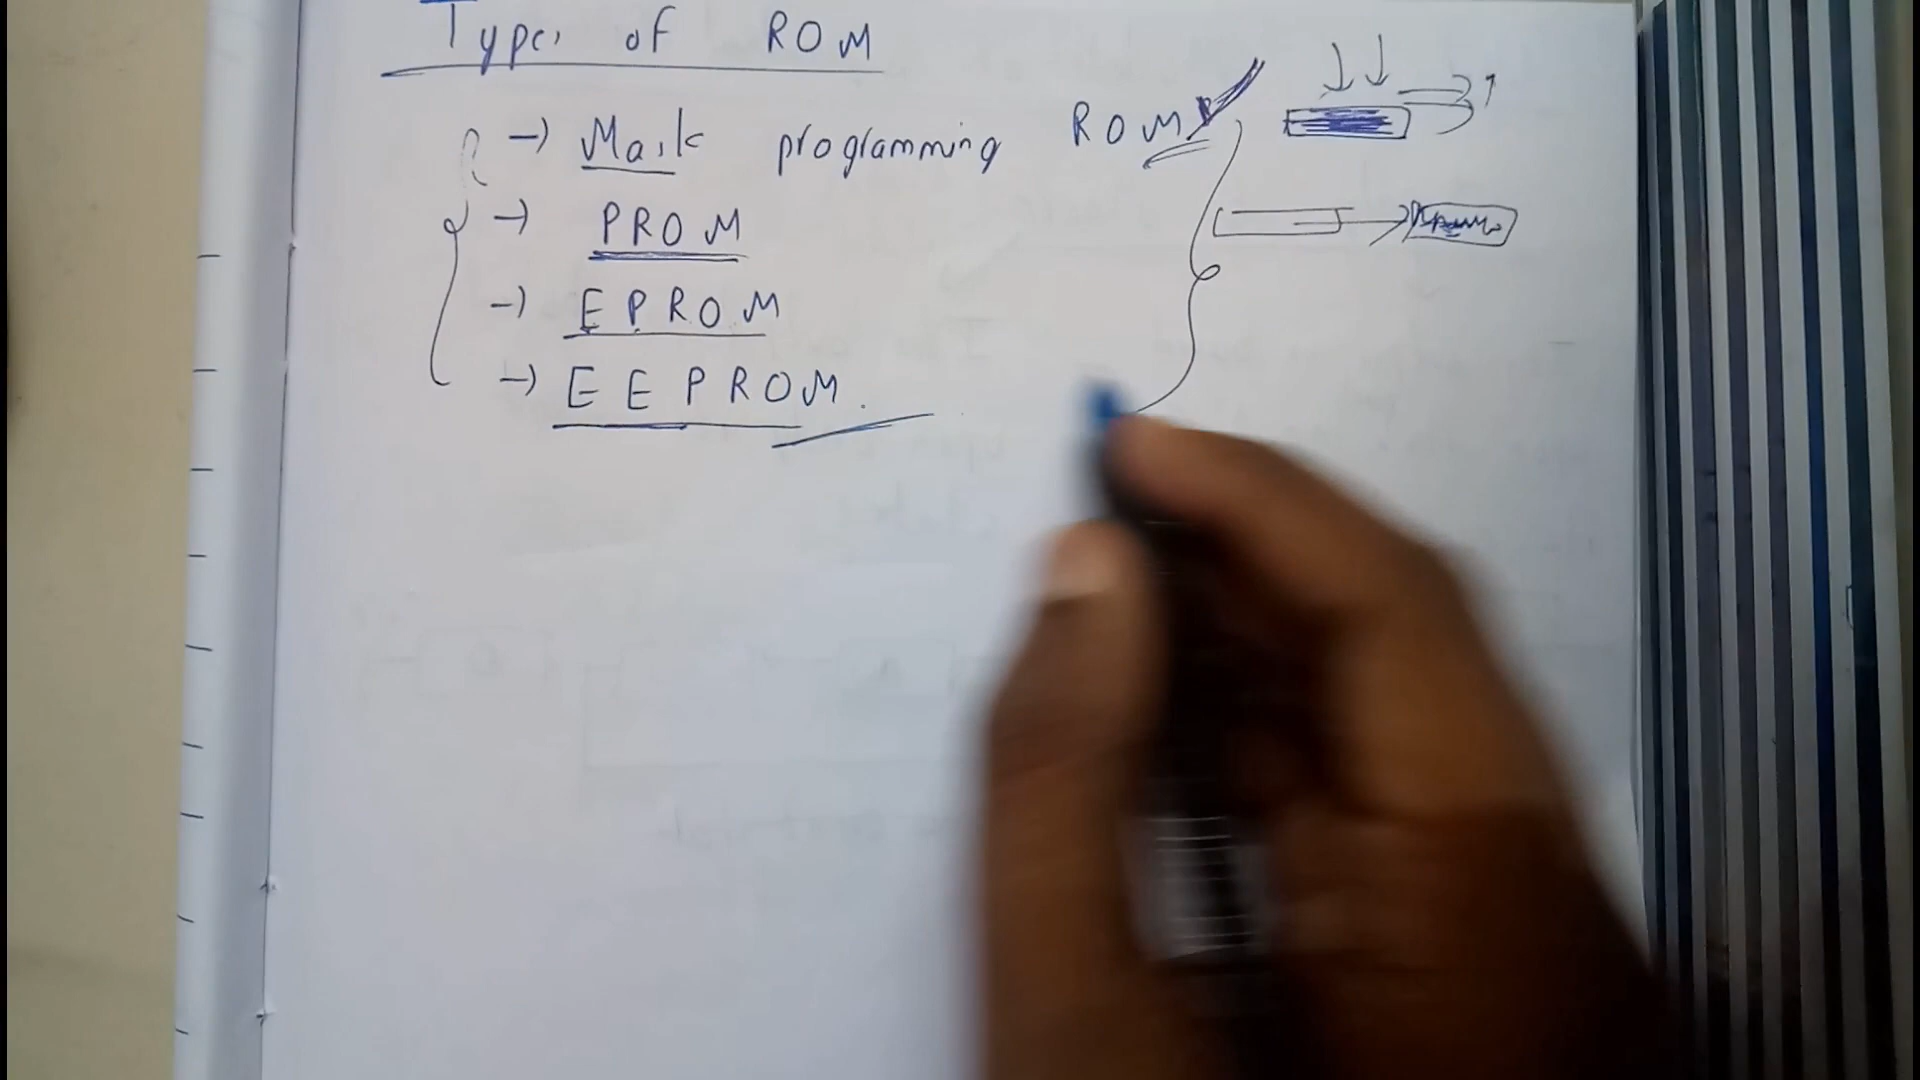 Types of ROM
→ Mask programming ROM
→ PROM
→ EPROM
→ EEPROM.